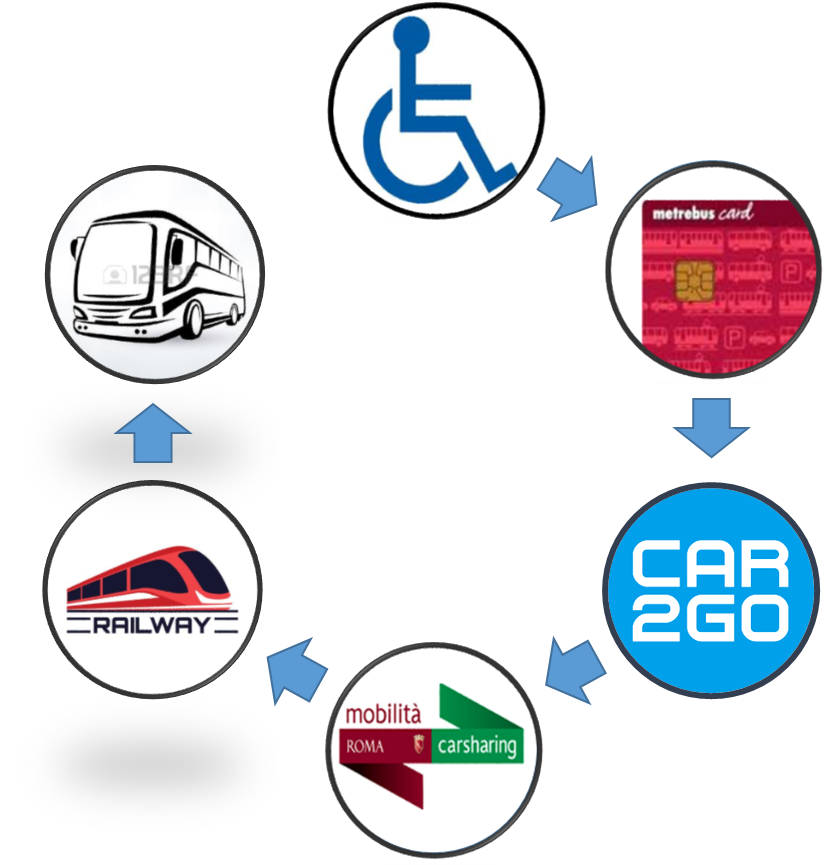 metrebus card
P
P
CAR
2GO
mobilità
ROMA carsharing
RAILWAY